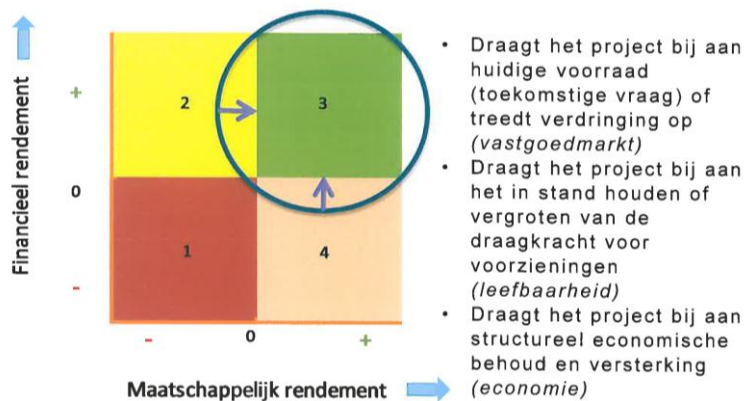 Financieel rendement
+
0
-
2
3
1
4
-
0
+
Maatschappelijk rendement
• Draagt het project bij aan
huidige voorraad
(toekomstige vraag) of
treedt verdringing op
(vastgoedmarkt)
• Draagt het project bij aan
het in stand houden of
vergroten van de
draagkracht voor
voorzieningen
(leefbaarheid)
• Draagt het project bij aan
structureel economische
behoud en versterking
(economie)